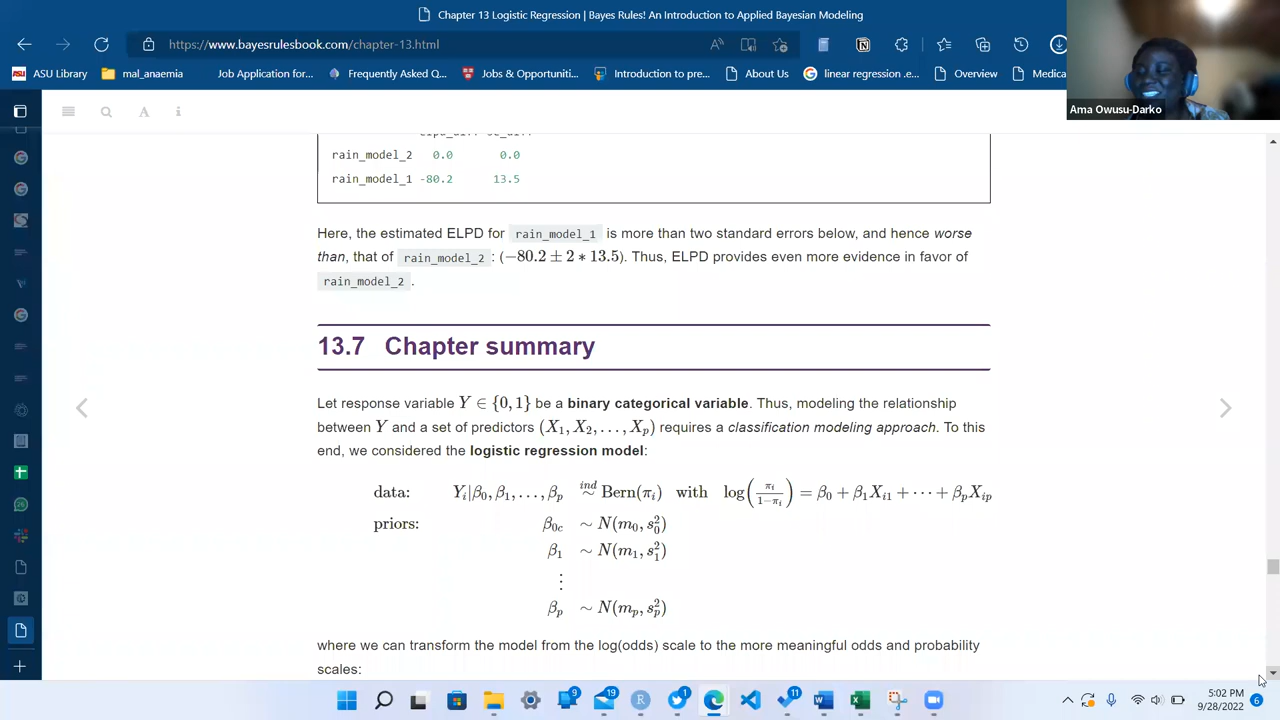 Chapter 13 Logistic Regression | Bayes Rules! An Introduction to Applied Bayesian Modeling
https://www.bayesrulesbook.com/chapter-13.html
ASU Library mal_anaemia Job Application for... Frequently Asked Q... Jobs & Opportuniti... Introduction to pre... About Us linear regression .e... Overview Medica
Ama Owusu-Darko
rain_model_2 0.0 0.0
rain_model_1 -80.2 13.5
Here, the estimated ELPD for rain_model_1 is more than two standard errors below, and hence worse
than, that of rain_model_2 : (−80.2 ± 2 * 13.5). Thus, ELPD provides even more evidence in favor of
rain_model_2 .
13.7 Chapter summary
Let response variable Y ∈ {0, 1} be a binary categorical variable. Thus, modeling the relationship
between Y and a set of predictors (X₁, X₂, . . . , Xₚ) requires a classification modeling approach. To this
end, we considered the logistic regression model:
data: Yᵢ|β₀, β₁, . . . , βₚ ind ∼ Bern(πᵢ) with log(πᵢ / 1−πᵢ) = β₀ + β₁Xᵢ₁ + ⋯ + βₚXᵢₚ
priors: β₀c ∼ N(m₀, s₀²)
β₁ ∼ N(m₁, s₁²)
⋮
βₚ ∼ N(mₚ, sₚ²)
where we can transform the model from the log(odds) scale to the more meaningful odds and probability
scales:
9 19 1 11
5:02 PM
9/28/2022 6